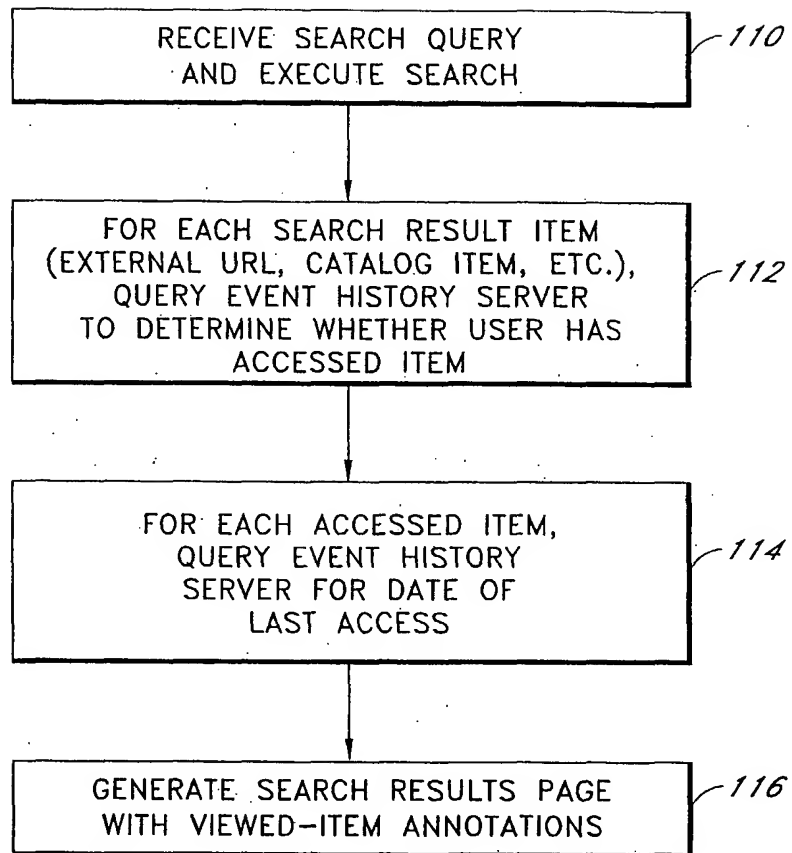 RECEIVE SEARCH QUERY
AND EXECUTE SEARCH
110
FOR EACH SEARCH RESULT ITEM
(EXTERNAL URL, CATALOG ITEM, ETC.),
QUERY EVENT HISTORY SERVER
TO DETERMINE WHETHER USER HAS
ACCESSED ITEM
112
FOR EACH ACCESSED ITEM,
QUERY EVENT HISTORY
SERVER FOR DATE OF
LAST ACCESS
114
GENERATE SEARCH RESULTS PAGE
WITH VIEWED-ITEM ANNOTATIONS
116